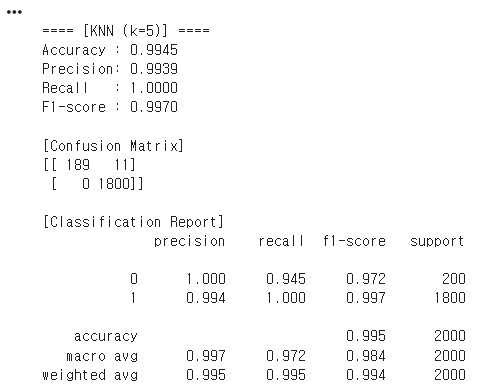 •••
==== [KNN (k=5)] ====
Accuracy : 0.9945
Precision: 0.9939
Recall   : 1.0000
F1-score : 0.9970

[Confusion Matrix]
[[ 189   11]
 [   0 1800]]

[Classification Report]
              precision    recall  f1-score   support

           0      1.000     0.945     0.972       200
           1      0.994     1.000     0.997      1800

    accuracy                          0.995      2000
   macro avg      0.997     0.972     0.984      2000
weighted avg      0.995     0.995     0.994      2000